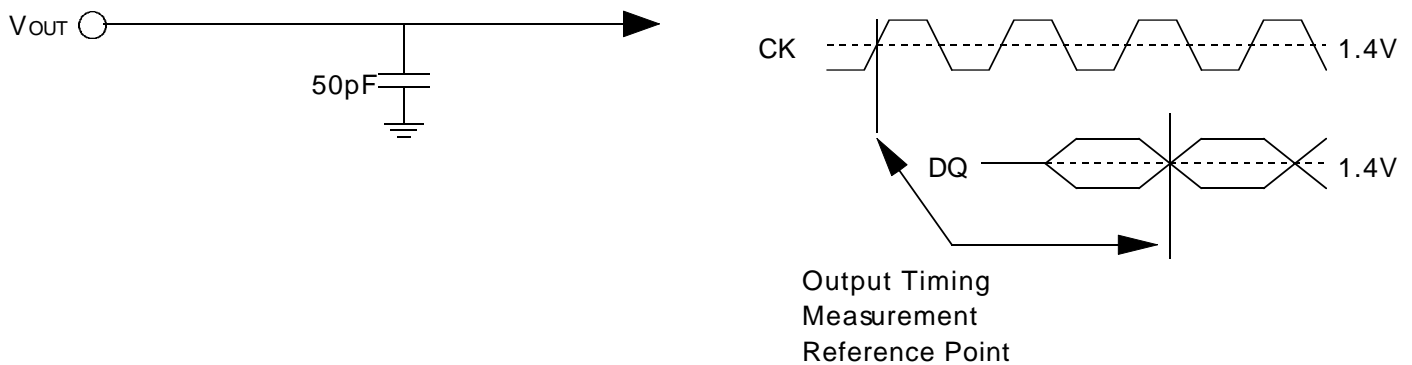 VOUT
50pF
CK
1.4V
DQ
1.4V
Output Timing
Measurement
Reference Point